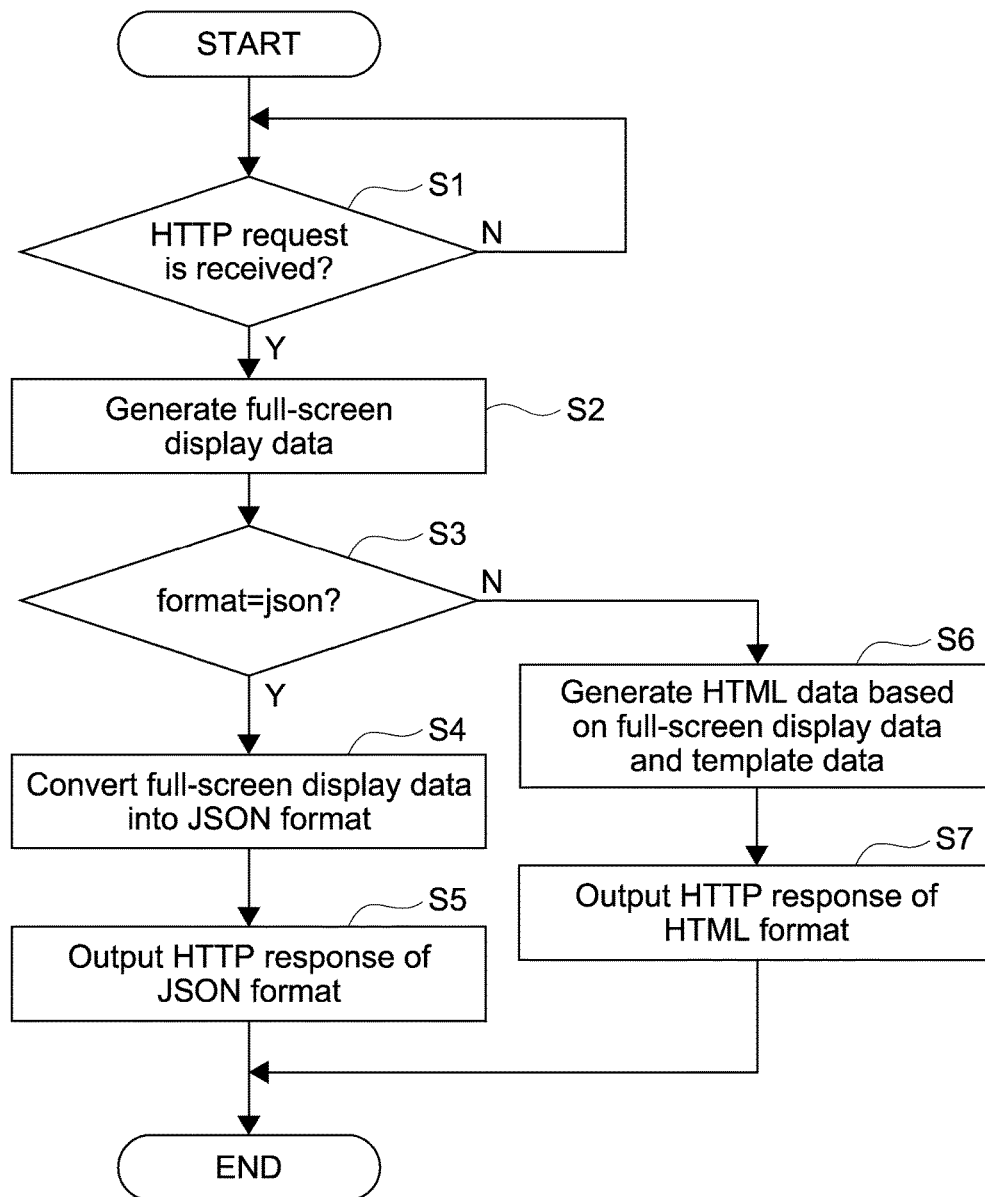 START
S1
HTTP request
is received?
N
Y
Generate full-screen
display data
S2
S3
format=json?
N
Y
S6
Generate HTML data based
on full-screen display data
and template data
S4
Convert full-screen display data
into JSON format
S7
Output HTTP response of
HTML format
S5
Output HTTP response of
JSON format
END